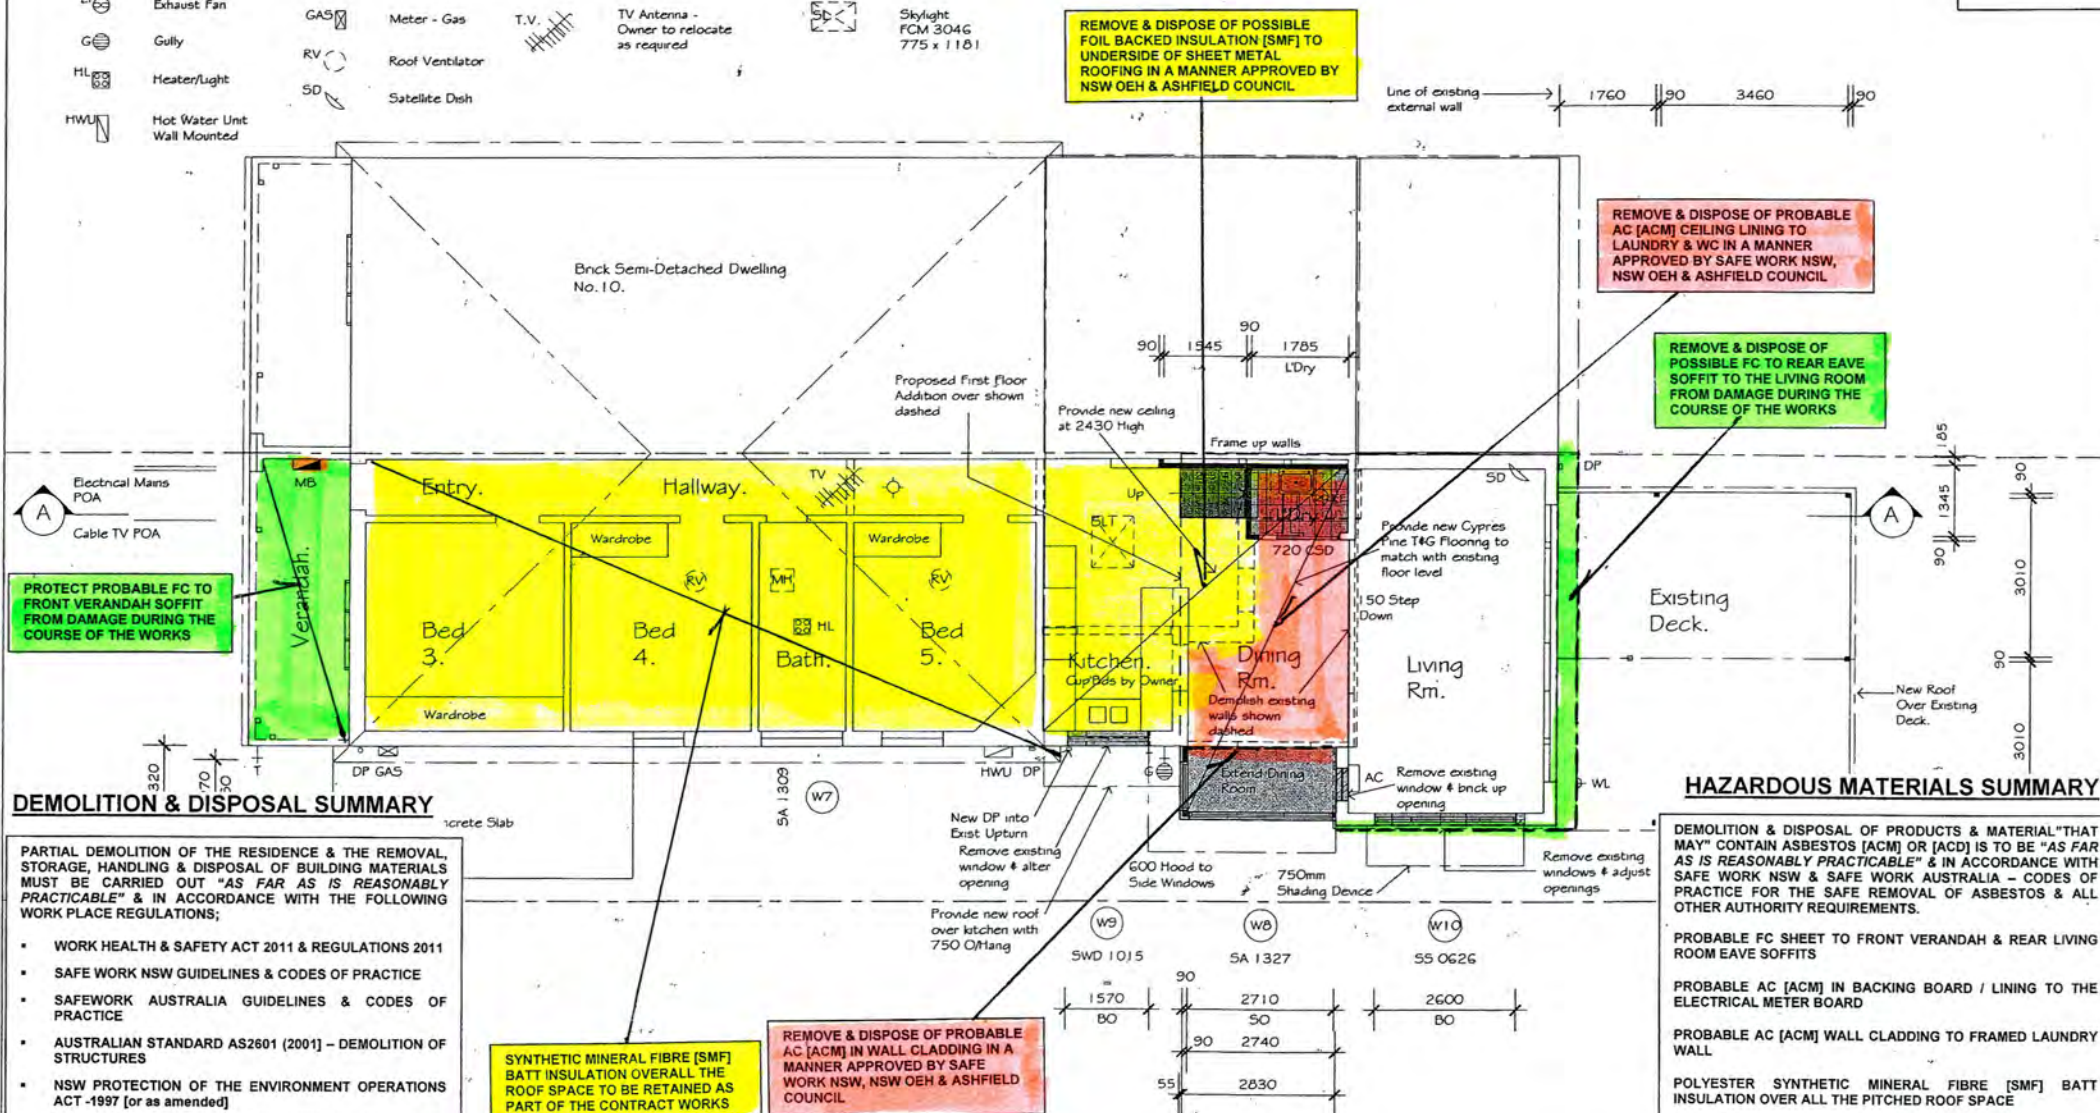 Exhaust Fan
G Gully
HL Heater/Light
HWU Hot Water Unit
Wall Mounted
GAS Meter - Gas
RV Roof Ventilator
SD Satellite Dish
T.V. TV Antenna -
Owner to relocate
as required
Skylight
FCM 3046
775 x 1181
REMOVE & DISPOSE OF POSSIBLE
FOIL BACKED INSULATION [SMF] TO
UNDERSIDE OF SHEET METAL
ROOFING IN A MANNER APPROVED BY
NSW OEH & ASHFIELD COUNCIL
Line of existing
external wall
1760 90 3460 90
REMOVE & DISPOSE OF PROBABLE
AC [ACM] CEILING LINING TO
LAUNDRY & WC IN A MANNER
APPROVED BY SAFE WORK NSW,
NSW OEH & ASHFIELD COUNCIL
REMOVE & DISPOSE OF
POSSIBLE FC TO REAR EAVE
SOFFIT TO THE LIVING ROOM
FROM DAMAGE DURING THE
COURSE OF THE WORKS
Brick Semi-Detached Dwelling
No.10.
90
90 1545 1785
L'Dry
Proposed First Floor
Addition over shown
dashed
Provide new ceiling
at 2430 High
Frame up walls
Electrical Mains
POA
A
Cable TV POA
MB
Verandah.
Entry.
Hallway.
TV
Up
SLT
SD
DP
A
185
90
1345
90
90
3010
90
3010
Wardrobe
Wardrobe
RV
MH
RV
HL
720 CSD
Provide new Cypres
Pine T&G Flooring to
match with existing
floor level
150 Step
Down
PROTECT PROBABLE FC TO
FRONT VERANDAH SOFFIT
FROM DAMAGE DURING THE
COURSE OF THE WORKS
Bed
3.
Bed
4.
Bath.
Bed
5.
Kitchen.
Cup'Bds by Owner
Dining
Rm.
Demolish existing
walls shown
dashed
Living
Rm.
Existing
Deck.
New Roof
Over Existing
Deck.
Wardrobe
320
T
DP GAS
SA 1309
W7
HWU DP
G
Extend Dining
Room
AC
Remove existing
window & brick up
opening
WL
DEMOLITION & DISPOSAL SUMMARY
crete Slab
New DP into
Exist Upturn
Remove existing
window & alter
opening
600 Hood to
Side Windows
750mm
Shading Device
Remove existing
windows & adjust
openings
Provide new roof
over kitchen with
750 O/Hang
W9
SWD 1015
W8
SA 1327
W10
SS 0626
1570
BO
90
2710
SO
2600
BO
90 2740
55 2830
PARTIAL DEMOLITION OF THE RESIDENCE & THE REMOVAL,
STORAGE, HANDLING & DISPOSAL OF BUILDING MATERIALS
MUST BE CARRIED OUT "AS FAR AS IS REASONABLY
PRACTICABLE" & IN ACCORDANCE WITH THE FOLLOWING
WORK PLACE REGULATIONS;
▪ WORK HEALTH & SAFETY ACT 2011 & REGULATIONS 2011
▪ SAFE WORK NSW GUIDELINES & CODES OF PRACTICE
▪ SAFEWORK AUSTRALIA GUIDELINES & CODES OF
PRACTICE
▪ AUSTRALIAN STANDARD AS2601 (2001] – DEMOLITION OF
STRUCTURES
▪ NSW PROTECTION OF THE ENVIRONMENT OPERATIONS
ACT -1997 [or as amended]
SYNTHETIC MINERAL FIBRE [SMF]
BATT INSULATION OVERALL THE
ROOF SPACE TO BE RETAINED AS
PART OF THE CONTRACT WORKS
REMOVE & DISPOSE OF PROBABLE
AC [ACM] IN WALL CLADDING IN A
MANNER APPROVED BY SAFE
WORK NSW, NSW OEH & ASHFIELD
COUNCIL
HAZARDOUS MATERIALS SUMMARY
DEMOLITION & DISPOSAL OF PRODUCTS & MATERIAL"THAT
MAY" CONTAIN ASBESTOS [ACM] OR [ACD] IS TO BE "AS FAR
AS IS REASONABLY PRACTICABLE" & IN ACCORDANCE WITH
SAFE WORK NSW & SAFE WORK AUSTRALIA – CODES OF
PRACTICE FOR THE SAFE REMOVAL OF ASBESTOS & ALL
OTHER AUTHORITY REQUIREMENTS.
PROBABLE FC SHEET TO FRONT VERANDAH & REAR LIVING
ROOM EAVE SOFFITS
PROBABLE AC [ACM] IN BACKING BOARD / LINING TO THE
ELECTRICAL METER BOARD
PROBABLE AC [ACM] WALL CLADDING TO FRAMED LAUNDRY
WALL
POLYESTER SYNTHETIC MINERAL FIBRE [SMF] BATT
INSULATION OVER ALL THE PITCHED ROOF SPACE